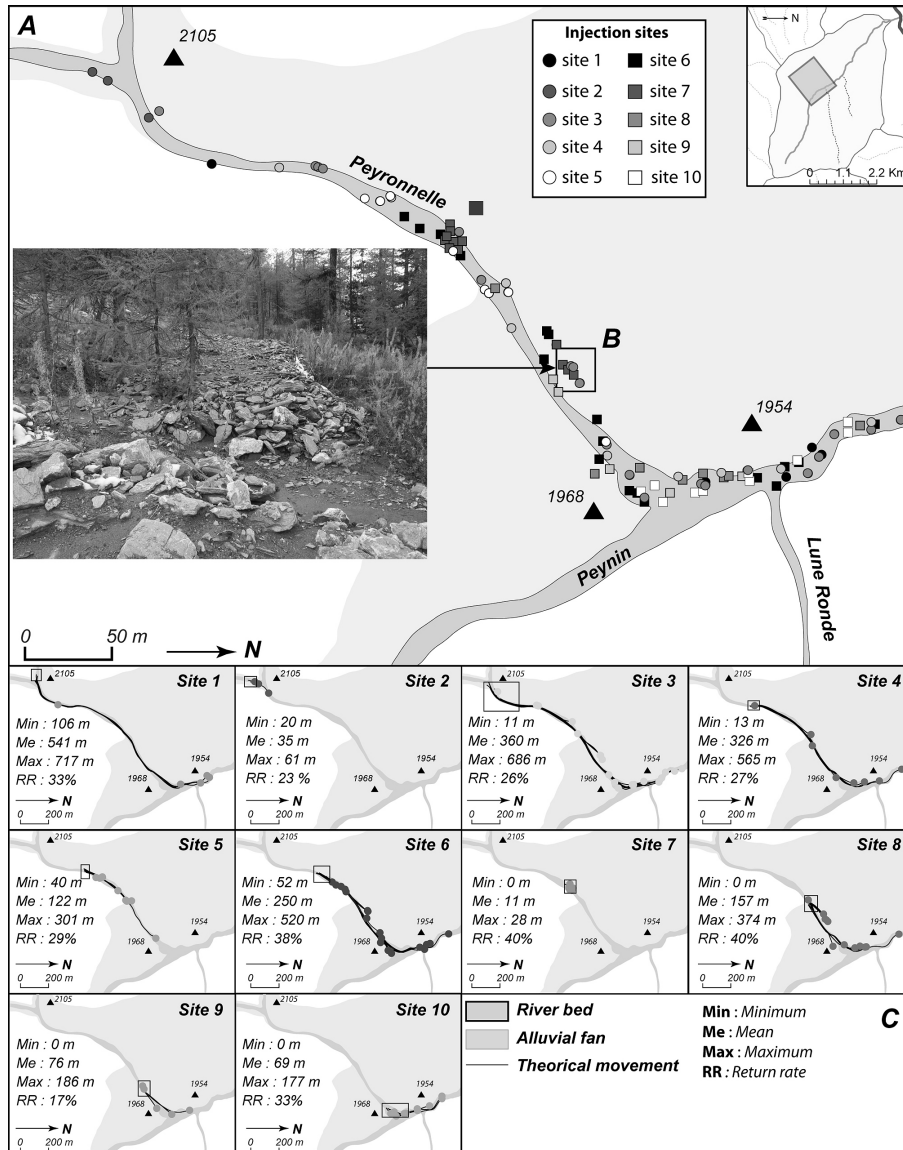 A
2105
Injection sites
site 1
site 6
site 2
site 7
site 3
site 8
site 4
site 9
site 5
site 10
N
0 1.1 2.2 Km
Peyronnelle
B
1954
1968
Peynin
Lune Ronde
0 50 m
N
Site 1
2105
Min : 106 m
Me : 541 m
Max : 717 m
RR : 33%
1954
1968
N
0 200 m
Site 2
2105
Min : 20 m
Me : 35 m
Max : 61 m
RR : 23 %
1954
1968
N
0 200 m
Site 3
2105
Min : 11 m
Me : 360 m
Max : 686 m
RR : 26%
1954
1968
N
0 200 m
Site 4
2105
Min : 13 m
Me : 326 m
Max : 565 m
RR : 27%
1954
1968
N
0 200 m
Site 5
2105
Min : 40 m
Me : 122 m
Max : 301 m
RR : 29%
1954
1968
N
0 200 m
Site 6
2105
Min : 52 m
Me : 250 m
Max : 520 m
RR : 38%
1954
1968
N
0 200 m
Site 7
2105
Min : 0 m
Me : 11 m
Max : 28 m
RR : 40%
1954
1968
N
0 200 m
Site 8
2105
Min : 0 m
Me : 157 m
Max : 374 m
RR : 40%
1954
1968
N
0 200 m
Site 9
2105
Min : 0 m
Me : 76 m
Max : 186 m
RR : 17%
1954
1968
N
0 200 m
Site 10
2105
Min : 0 m
Me : 69 m
Max : 177 m
RR : 33%
1954
1968
N
0 200 m
River bed
Alluvial fan
Theorical movement
Min : Minimum
Me : Mean
Max : Maximum
RR : Return rate
C